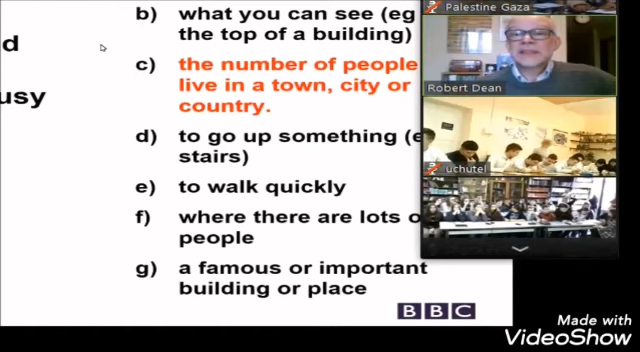 b) what you can see (eg
the top of a building)
d
c) the number of people
live in a town, city or
country.
usy
d) to go up something (e
stairs)
e) to walk quickly
f) where there are lots o
people
g) a famous or important
building or place
BBC
Palestine Gaza
Robert Dean
uchutel
Made with
VideoShow